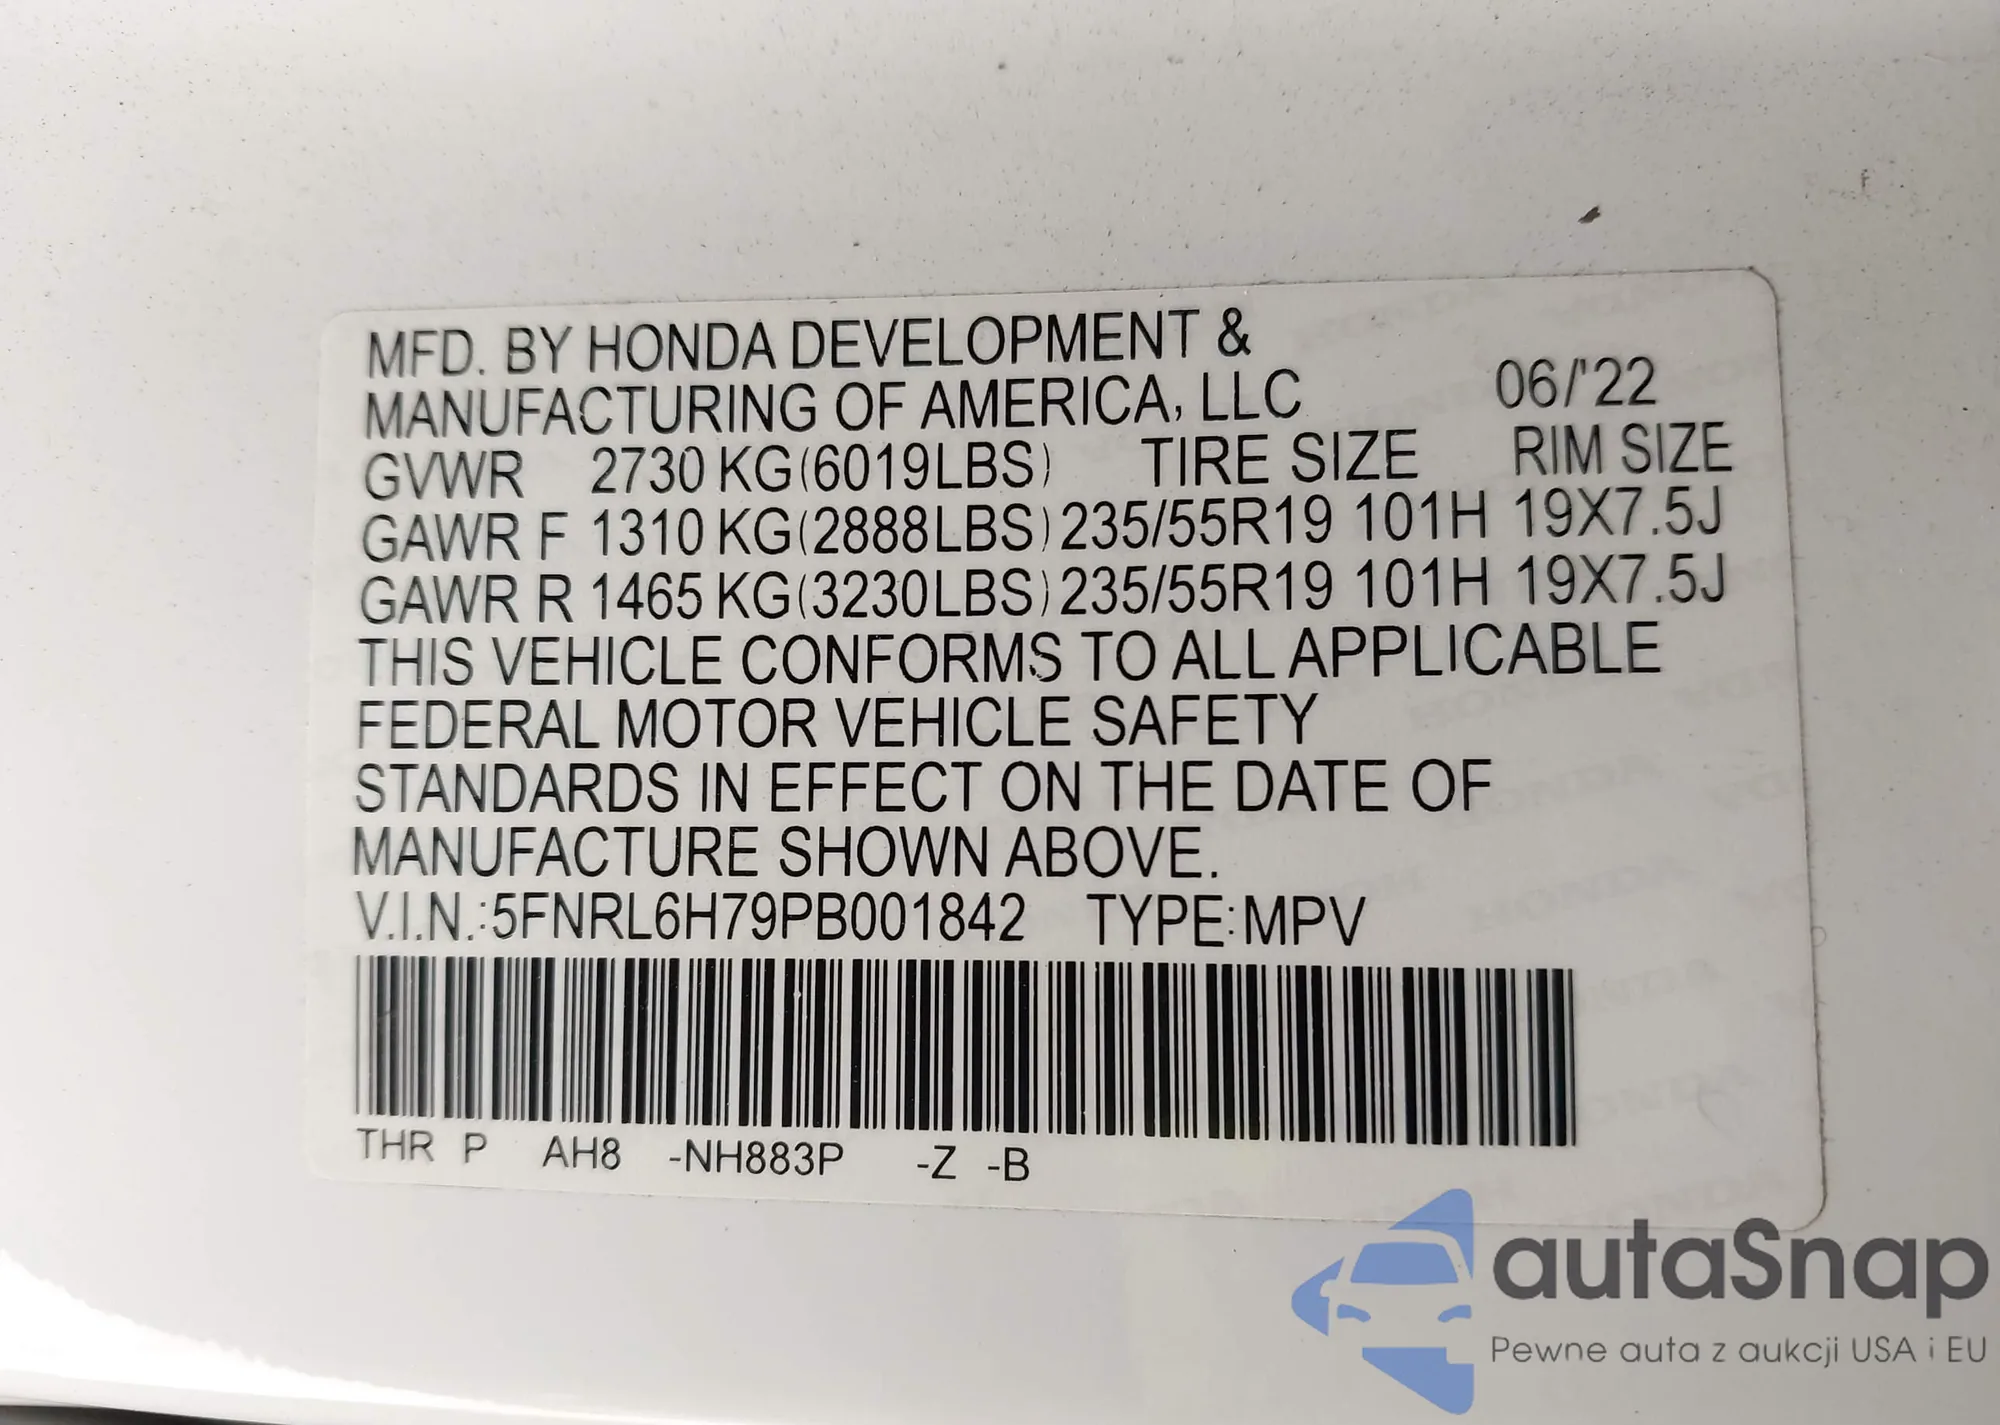 MFD. BY HONDA DEVELOPMENT &
MANUFACTURING OF AMERICA, LLC 06/'22
GVWR 2730 KG(6019LBS) TIRE SIZE RIM SIZE
GAWR F 1310 KG(2888LBS) 235/55R19 101H 19X7.5J
GAWR R 1465 KG(3230LBS) 235/55R19 101H 19X7.5J
THIS VEHICLE CONFORMS TO ALL APPLICABLE
FEDERAL MOTOR VEHICLE SAFETY
STANDARDS IN EFFECT ON THE DATE OF
MANUFACTURE SHOWN ABOVE.
V.I.N.:5FNRL6H79PB001842 TYPE:MPV
THR P AH8 -NH883P -Z -B
autaSnap
Pewne auta z aukcji USA i EU